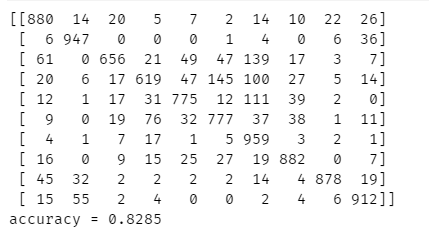 [[880 14 20 5 7 2 14 10 22 26]
[ 6 947 0 0 0 1 4 0 6 36]
[ 61 0 656 21 49 47 139 17 3 7]
[ 20 6 17 619 47 145 100 27 5 14]
[ 12 1 17 31 775 12 111 39 2 0]
[ 9 0 19 76 32 777 37 38 1 11]
[ 4 1 7 17 1 5 959 3 2 1]
[ 16 0 9 15 25 27 19 882 0 7]
[ 45 32 2 2 2 2 14 4 878 19]
[ 15 55 2 4 0 0 2 4 6 912]]
accuracy = 0.8285